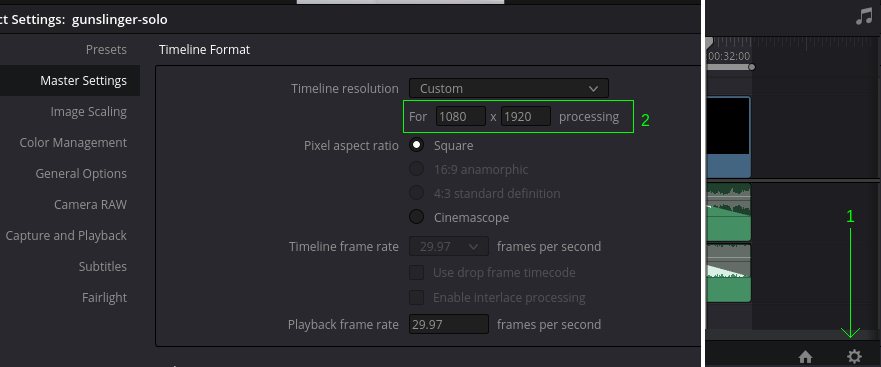 ct Settings: gunslinger-solo
Presets
Master Settings
Image Scaling
Color Management
General Options
Camera RAW
Capture and Playback
Subtitles
Fairlight
Timeline Format
Timeline resolution Custom
For 1080 x 1920 processing 2
Pixel aspect ratio Square
16:9 anamorphic
4:3 standard definition
Cinemascope
Timeline frame rate 29.97 frames per second
Use drop frame timecode
Enable interlace processing
Playback frame rate 29.97 frames per second
00:32:00
1